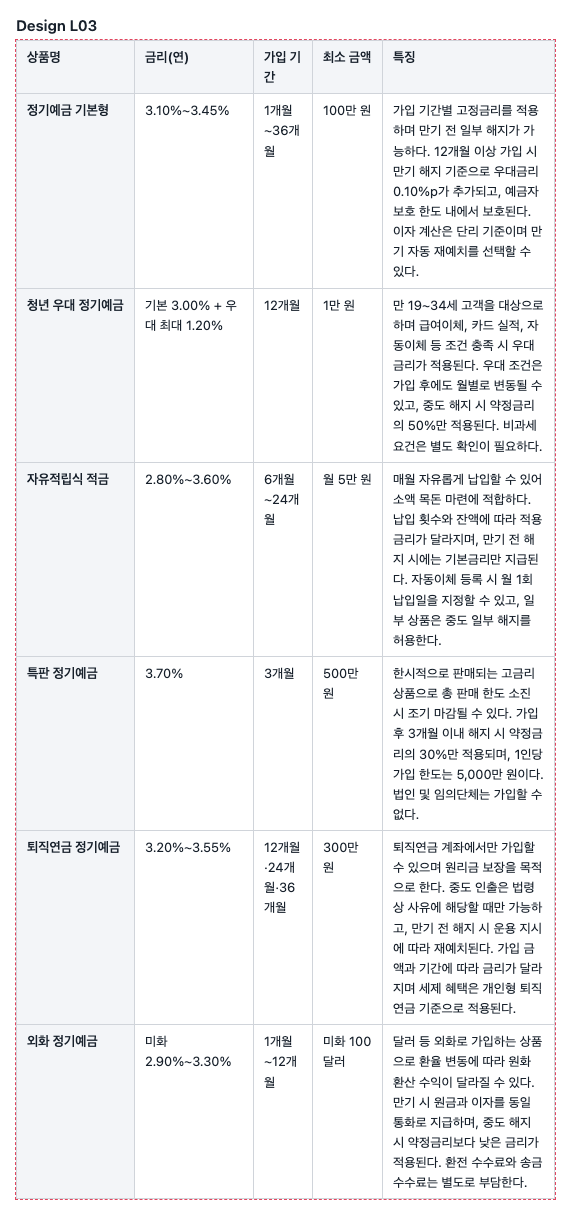 Design L03
상품명
금리(연)
가입 기
간
최소 금액
특징
정기예금 기본형
3.10%~3.45%
1개월
~36개
월
100만 원
가입 기간별 고정금리를 적용
하며 만기 전 일부 해지가 가
능하다. 12개월 이상 가입 시
만기 해지 기준으로 우대금리
0.10%p가 추가되고, 예금자
보호 한도 내에서 보호된다.
이자 계산은 단리 기준이며 만
기 자동 재예치를 선택할 수
있다.
청년 우대 정기예금
기본 3.00% + 우
대 최대 1.20%
12개월
1만 원
만 19~34세 고객을 대상으로
하며 급여이체, 카드 실적, 자
동이체 등 조건 충족 시 우대
금리가 적용된다. 우대 조건은
가입 후에도 월별로 변동될 수
있고, 중도 해지 시 약정금리
의 50%만 적용된다. 비과세
요건은 별도 확인이 필요하다.
자유적립식 적금
2.80%~3.60%
6개월
~24개
월
월 5만 원
매월 자유롭게 납입할 수 있어
소액 목돈 마련에 적합하다.
납입 횟수와 잔액에 따라 적용
금리가 달라지며, 만기 전 해
지 시에는 기본금리만 지급된
다. 자동이체 등록 시 월 1회
납입일을 지정할 수 있고, 일
부 상품은 중도 일부 해지를
허용한다.
특판 정기예금
3.70%
3개월
500만
원
한시적으로 판매되는 고금리
상품으로 총 판매 한도 소진
시 조기 마감될 수 있다. 가입
후 3개월 이내 해지 시 약정금
리의 30%만 적용되며, 1인당
가입 한도는 5,000만 원이다.
법인 및 임의단체는 가입할 수
없다.
퇴직연금 정기예금
3.20%~3.55%
12개월
·24개
월·36
개월
300만
원
퇴직연금 계좌에서만 가입할
수 있으며 원리금 보장을 목적
으로 한다. 중도 인출은 법령
상 사유에 해당할 때만 가능하
고, 만기 전 해지 시 운용 지시
에 따라 재예치된다. 가입 금
액과 기간에 따라 금리가 달라
지며 세제 혜택은 개인형 퇴직
연금 기준으로 적용된다.
외화 정기예금
미화
2.90%~3.30%
1개월
~12개
월
미화 100
달러
달러 등 외화로 가입하는 상품
으로 환율 변동에 따라 원화
환산 수익이 달라질 수 있다.
만기 시 원금과 이자를 동일
통화로 지급하며, 중도 해지
시 약정금리보다 낮은 금리가
적용된다. 환전 수수료와 송금
수수료는 별도로 부담한다.